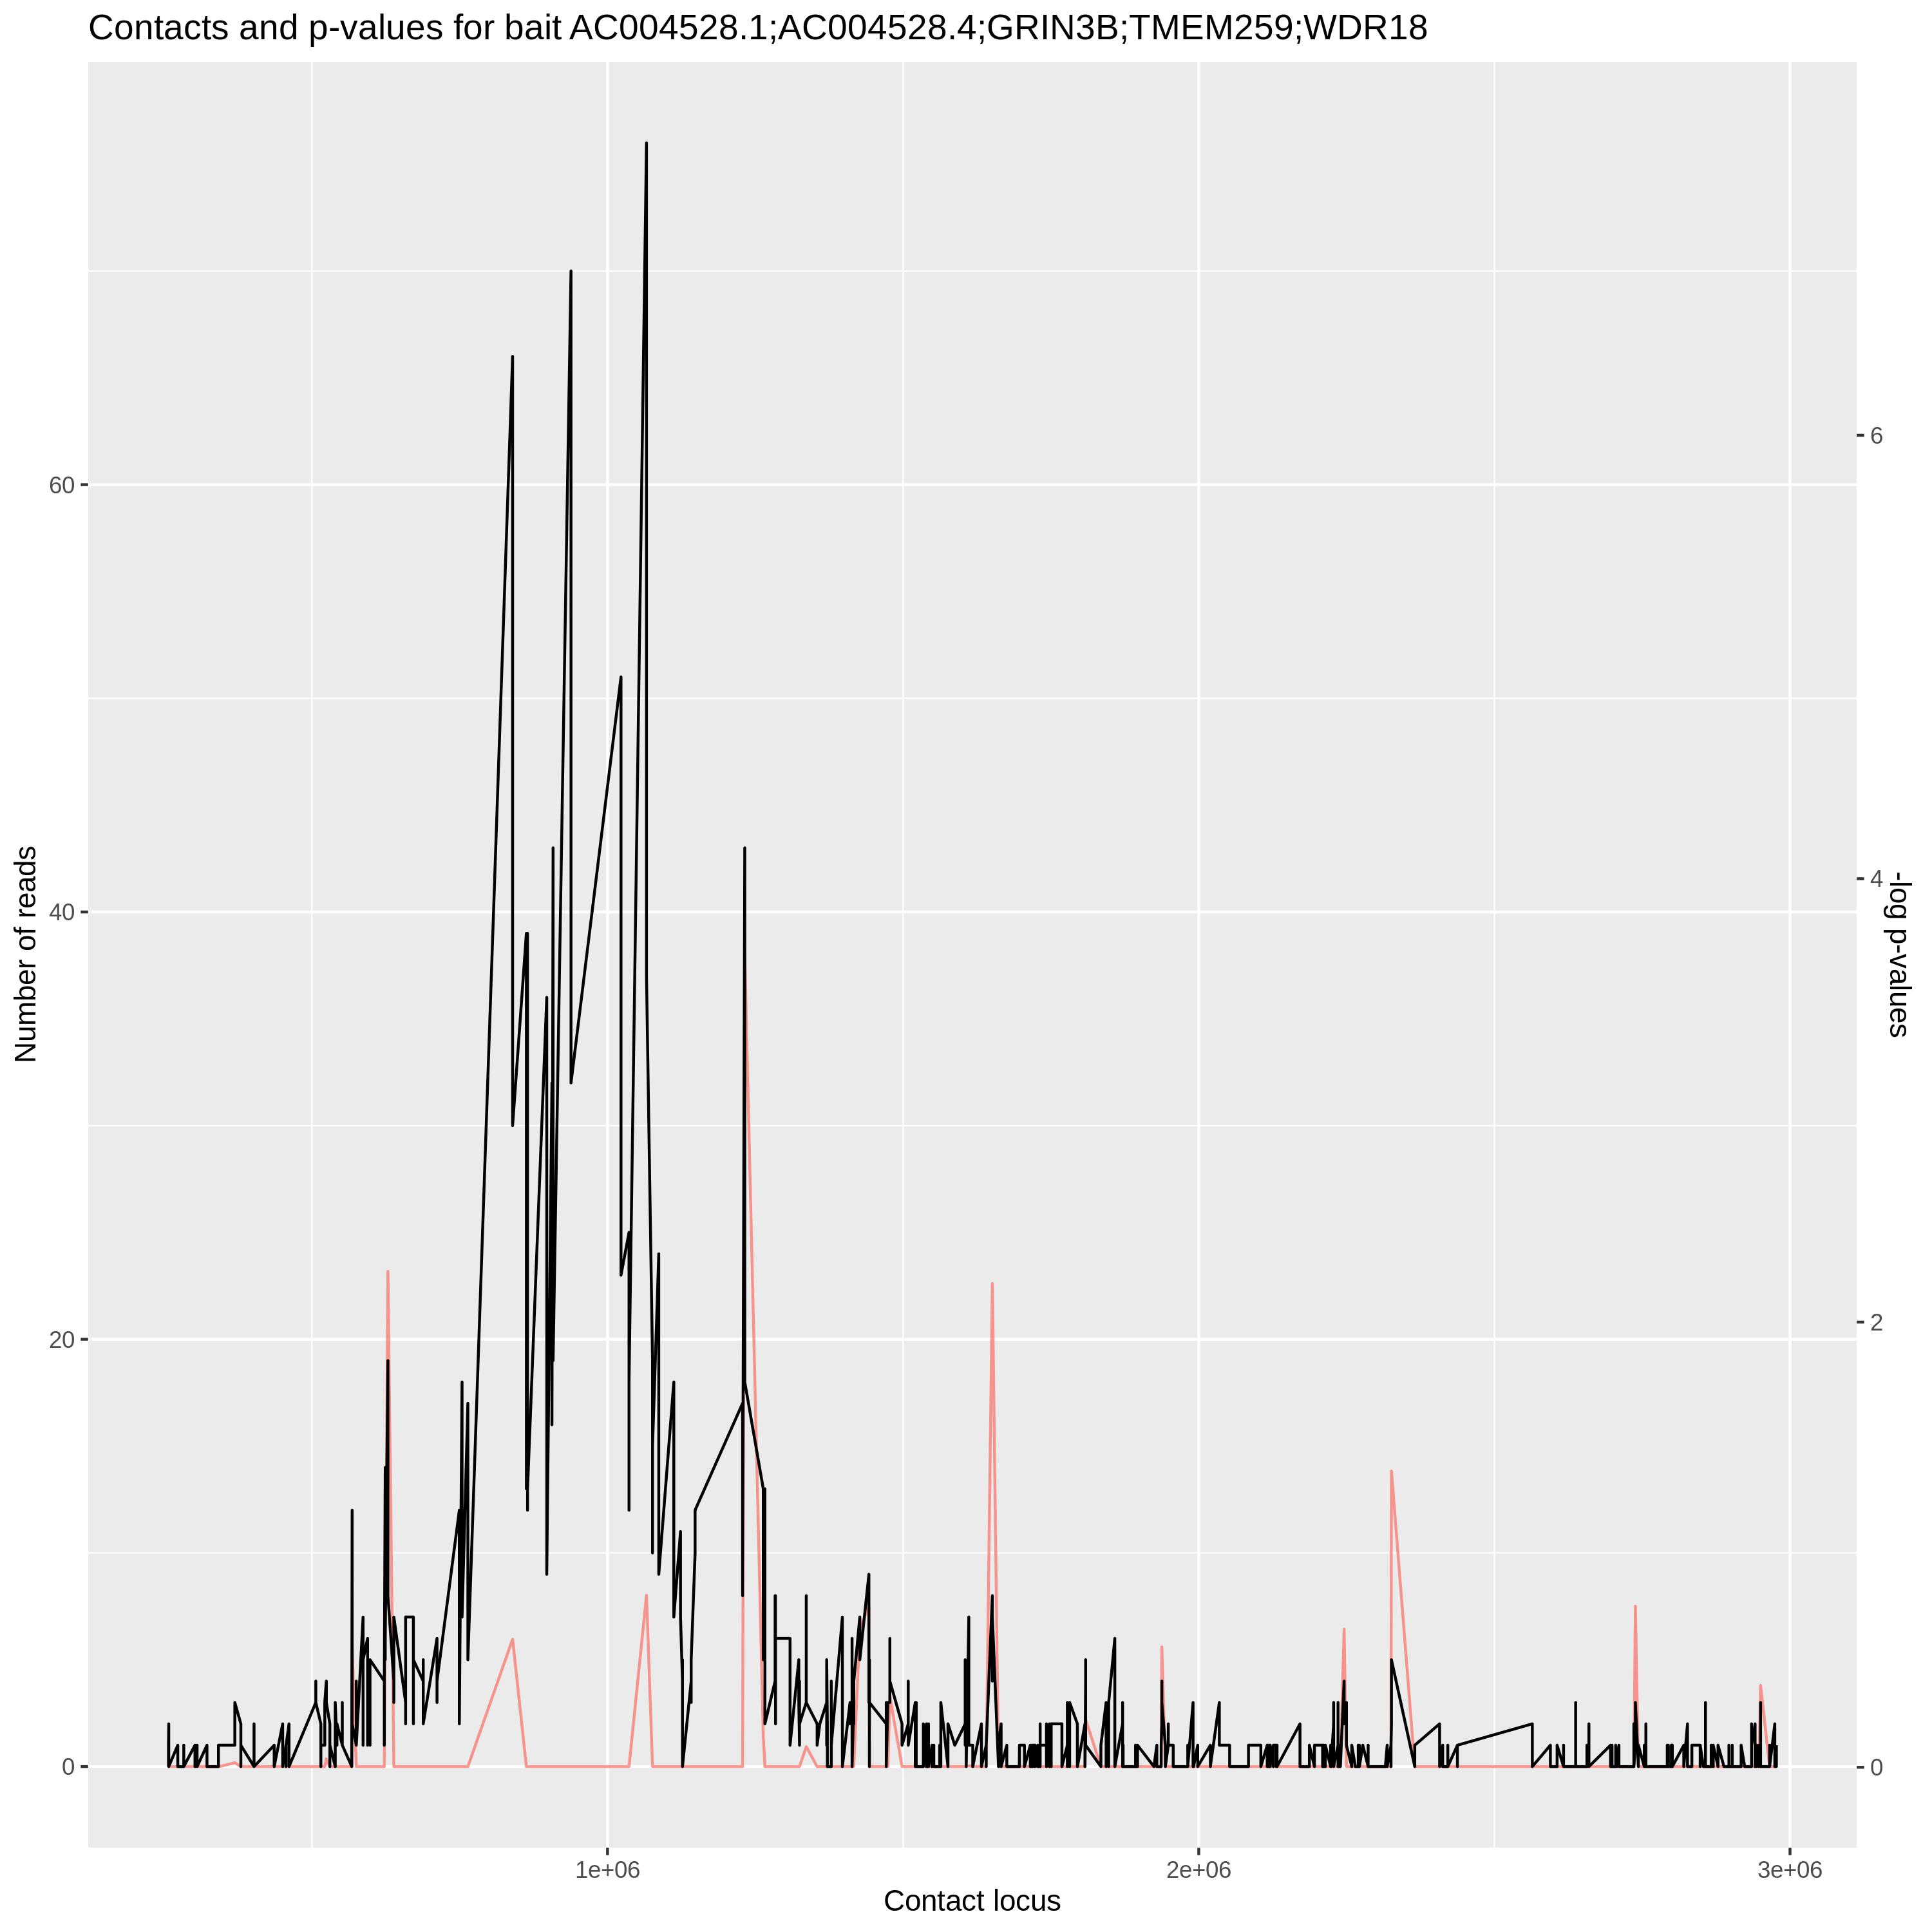 Contacts and p-values for bait AC004528.1;AC004528.4;GRIN3B;TMEM259;WDR18
Number of reads
60
40
20
0
6
4
2
0
-log p-values
1e+06
2e+06
3e+06
Contact locus